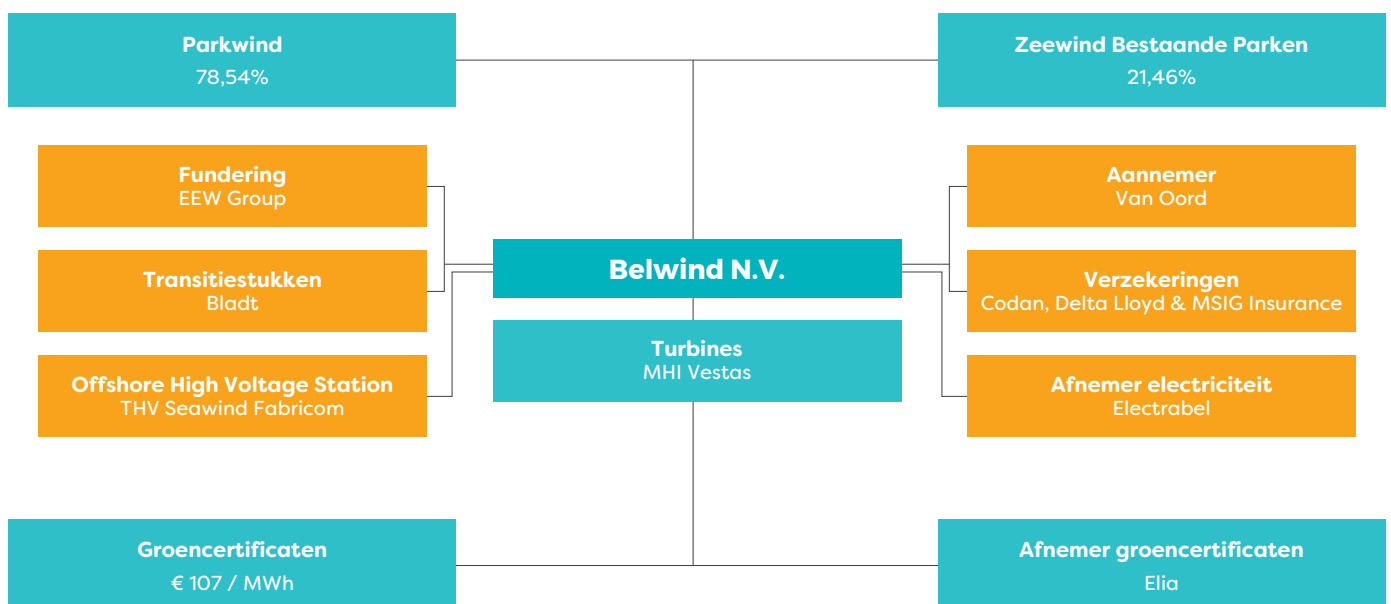 Parkwind
78,54%
Zeewind Bestaande Parken
21,46%
Fundering
EEW Group
Aannemer
Van Oord
Belwind N.V.
Transitiestukken
Bladt
Verzekeringen
Codan, Delta Lloyd & MSIG Insurance
Turbines
MHI Vestas
Offshore High Voltage Station
THV Seawind Fabricom
Afnemer electriciteit
Electrabel
Groencertificaten
€ 107 / MWh
Afnemer groencertificaten
Elia